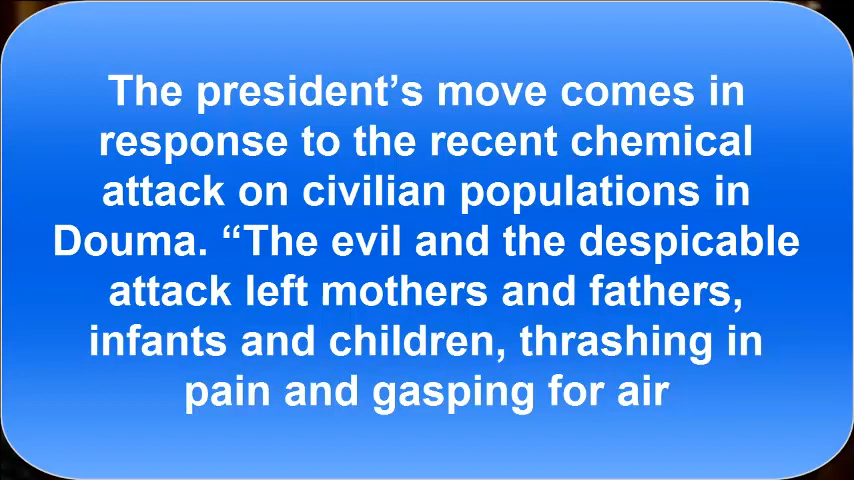 The president’s move comes in
response to the recent chemical
attack on civilian populations in
Douma. “The evil and the despicable
attack left mothers and fathers,
infants and children, thrashing in
pain and gasping for air